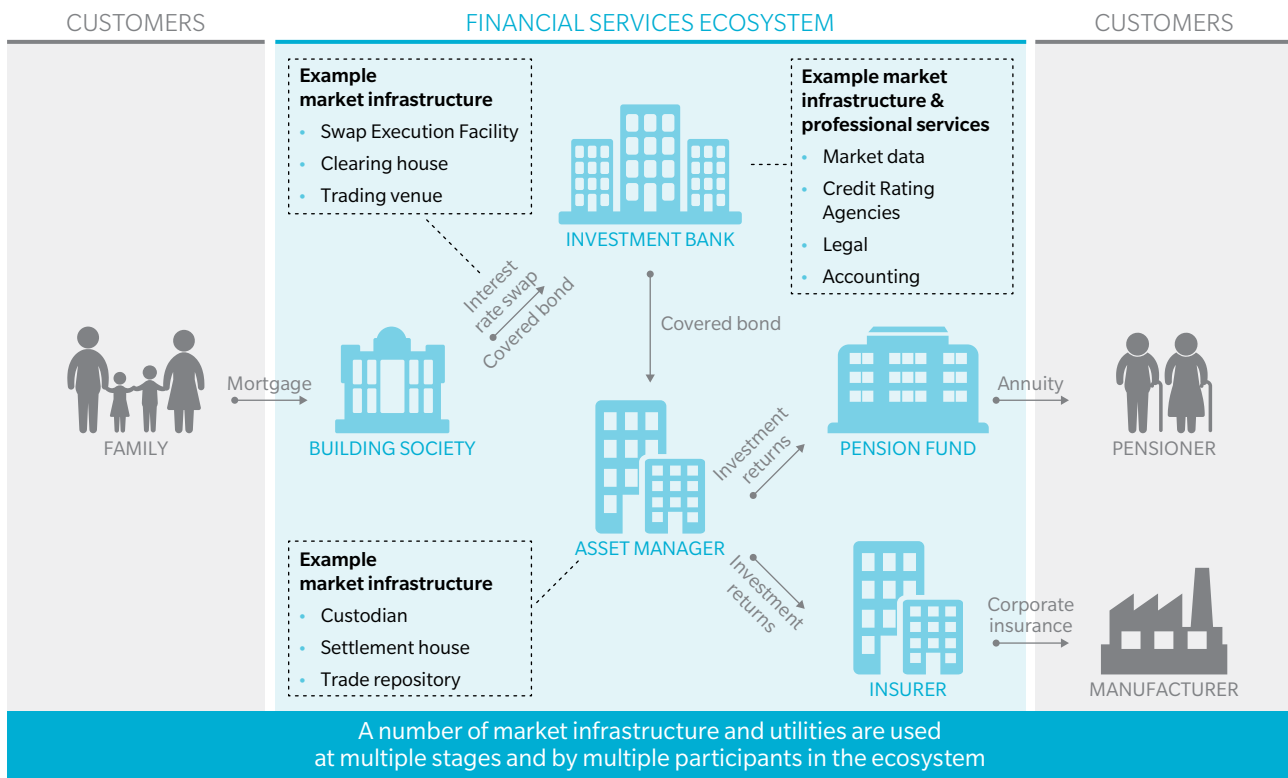 CUSTOMERS
FINANCIAL SERVICES ECOSYSTEM
CUSTOMERS
Example
market infrastructure
• Swap Execution Facility
• Clearing house
• Trading venue
Example market
infrastructure &
professional services
• Market data
• Credit Rating
Agencies
• Legal
• Accounting
INVESTMENT BANK
Interest
rate swap
Covered bond
Covered bond
Mortgage
FAMILY
BUILDING SOCIETY
Investment
returns
PENSION FUND
Annuity
PENSIONER
ASSET MANAGER
Example
market infrastructure
• Custodian
• Settlement house
• Trade repository
Investment
returns
INSURER
Corporate
insurance
MANUFACTURER
A number of market infrastructure and utilities are used
at multiple stages and by multiple participants in the ecosystem